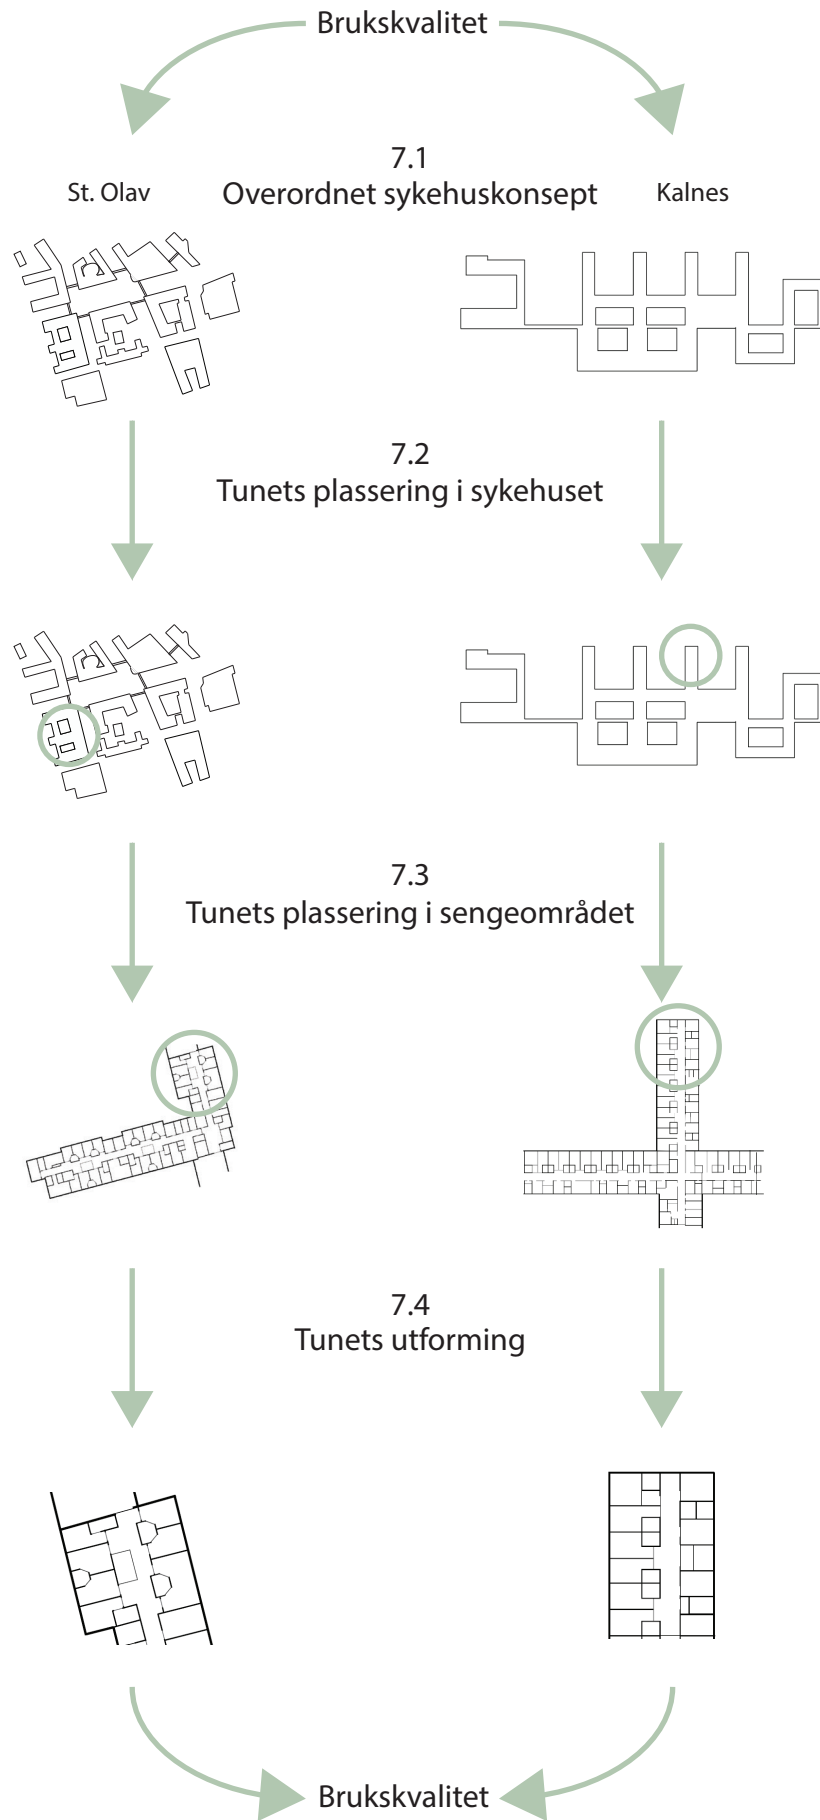 Brukskvalitet
7.1
St. Olav
Overordnet sykehuskonsept
Kalnes
7.2
Tunets plassering i sykehuset
7.3
Tunets plassering i sengeområdet
7.4
Tunets utforming
Brukskvalitet